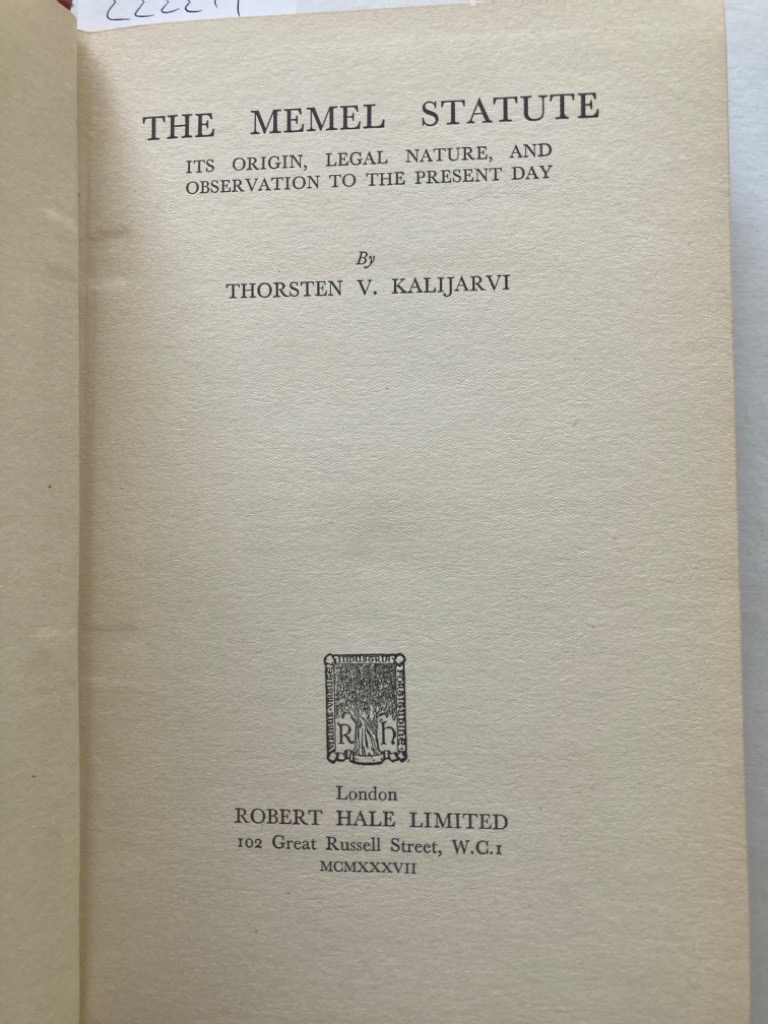 THE MEMEL STATUTE
ITS ORIGIN, LEGAL NATURE, AND
OBSERVATION TO THE PRESENT DAY
By
THORSTEN V. KALIJARVI
R H
London
ROBERT HALE LIMITED
102 Great Russell Street, W.C.1
MCMXXXVII